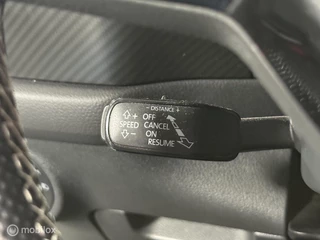 - DISTANCE +
+ OFF
SPEED CANCEL
- ON
RESUME
mobilox